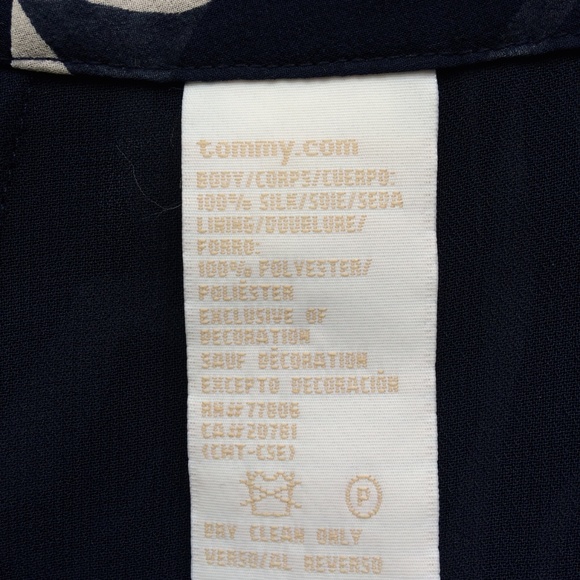 tommy.com
BODY/CORPS/CUERPO:
100% SILK/SOIE/SEDA
LINING/DOUBLURE/
FORRO:
100% POLYESTER/
POLIÉSTER
EXCLUSIVE OF
DECORATION
SAUF DÉCORATION
EXCEPTO DECORACIÓN
RN#77806
CA#20781
(CMT-CSE)
P
DRY CLEAN ONLY
VERSO/AL REVERSO